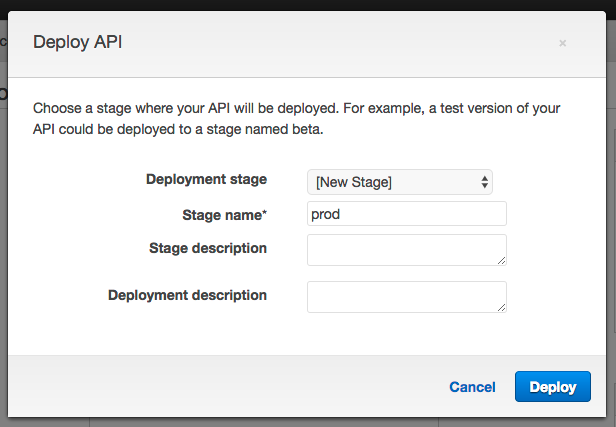 Deploy API
×
Choose a stage where your API will be deployed. For example, a test version of your
API could be deployed to a stage named beta.
Deployment stage [New Stage]
Stage name* prod
Stage description
Deployment description
Cancel Deploy